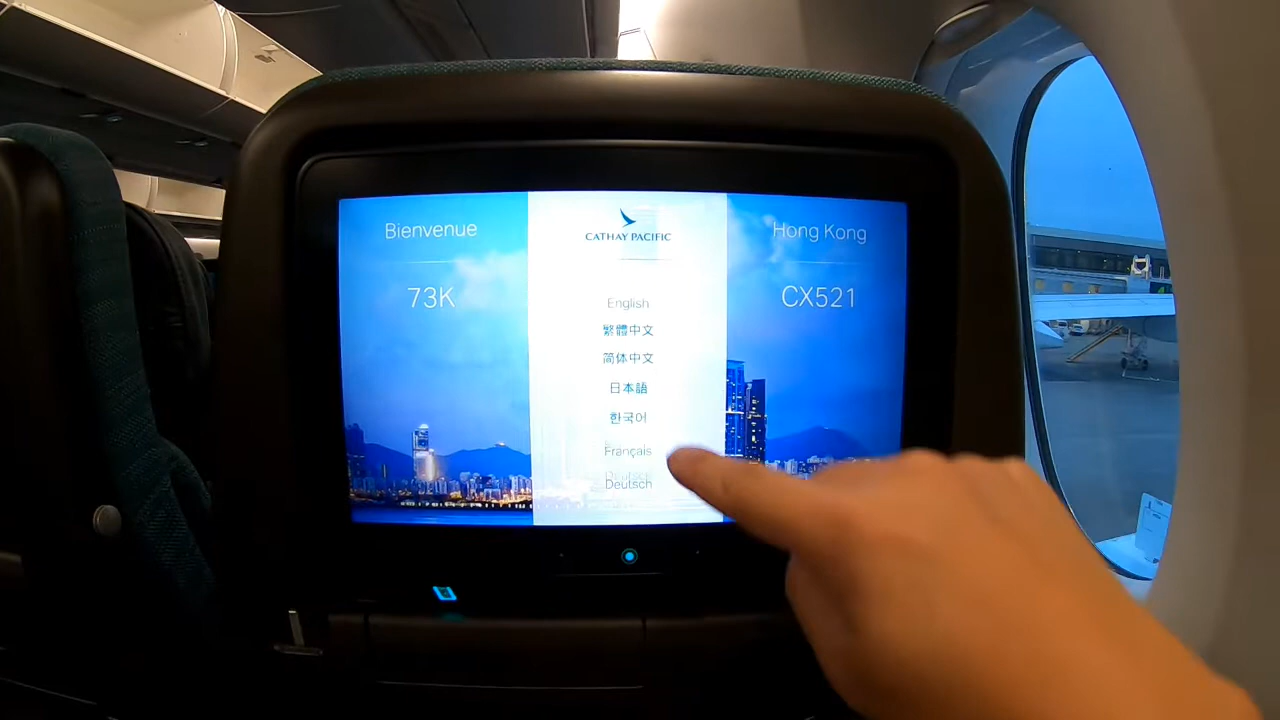 Bienvenue
73K
CATHAY PACIFIC
English
繁體中文
简体中文
日本語
한국어
Français
Deutsch
Deutsch
Hong Kong
CX521